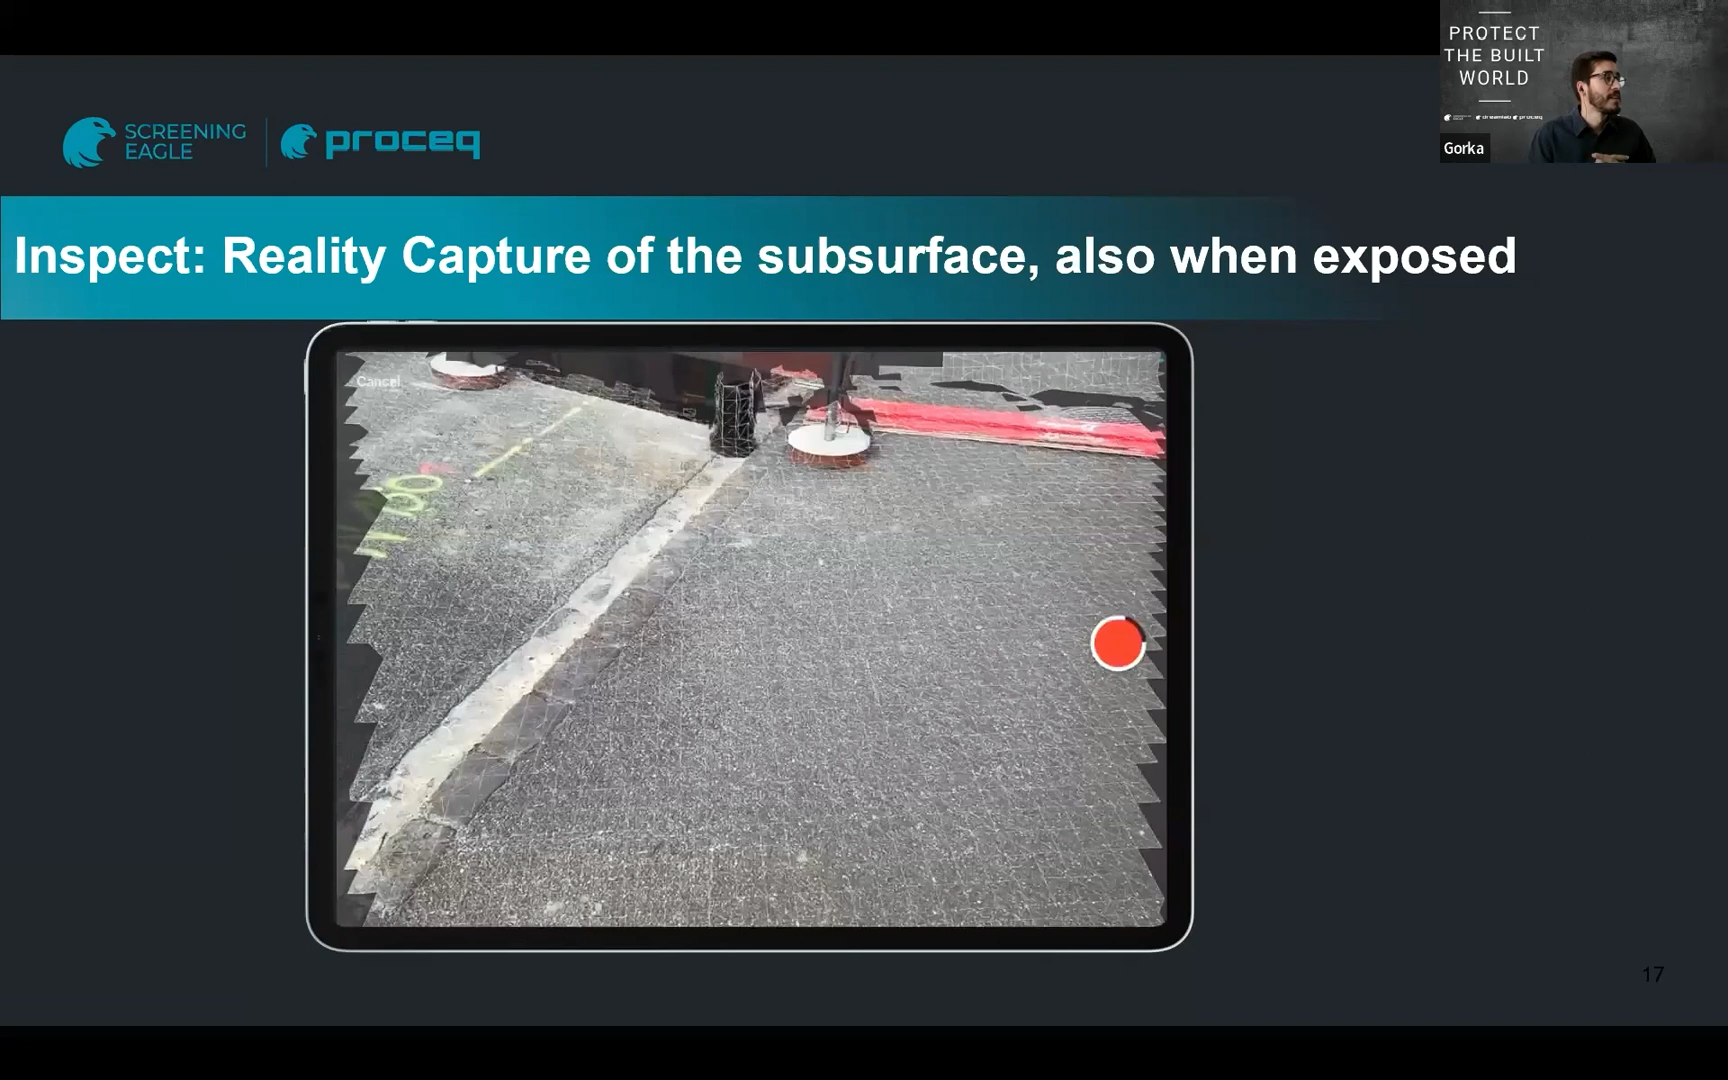 PROTECT
THE BUILT
WORLD
Gorka
SCREENING
EAGLE
proceq
Inspect: Reality Capture of the subsurface, also when exposed
Cancel
17